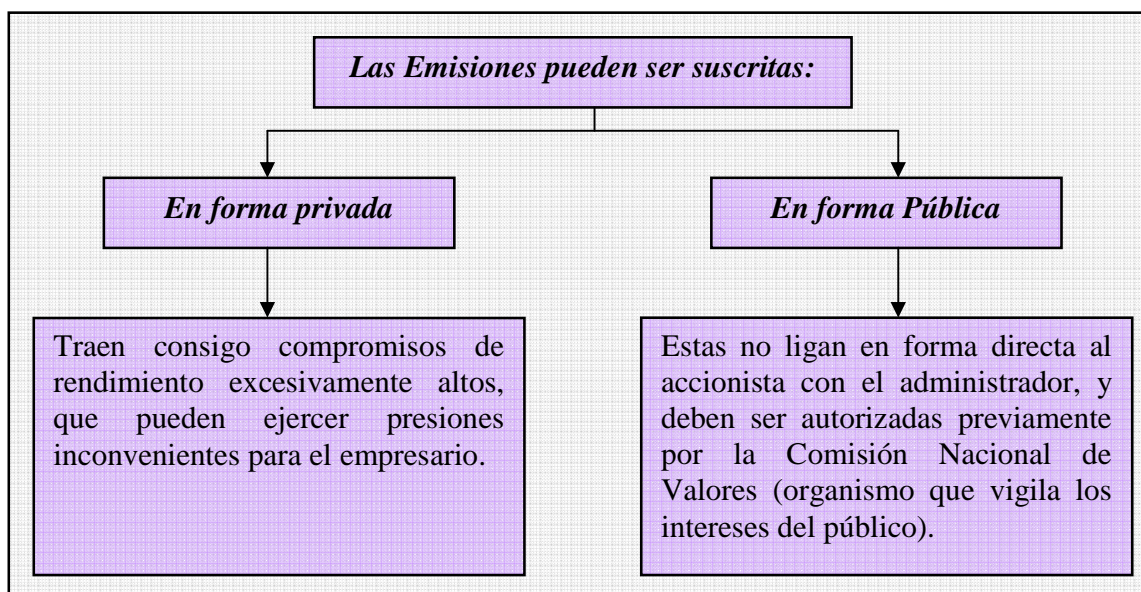 Las Emisiones pueden ser suscritas:
En forma privada
En forma Pública
Traen consigo compromisos de
rendimiento excesivamente altos,
que pueden ejercer presiones
inconvenientes para el empresario.
Estas no ligan en forma directa al
accionista con el administrador, y
deben ser autorizadas previamente
por la Comisión Nacional de
Valores (organismo que vigila los
intereses del público).